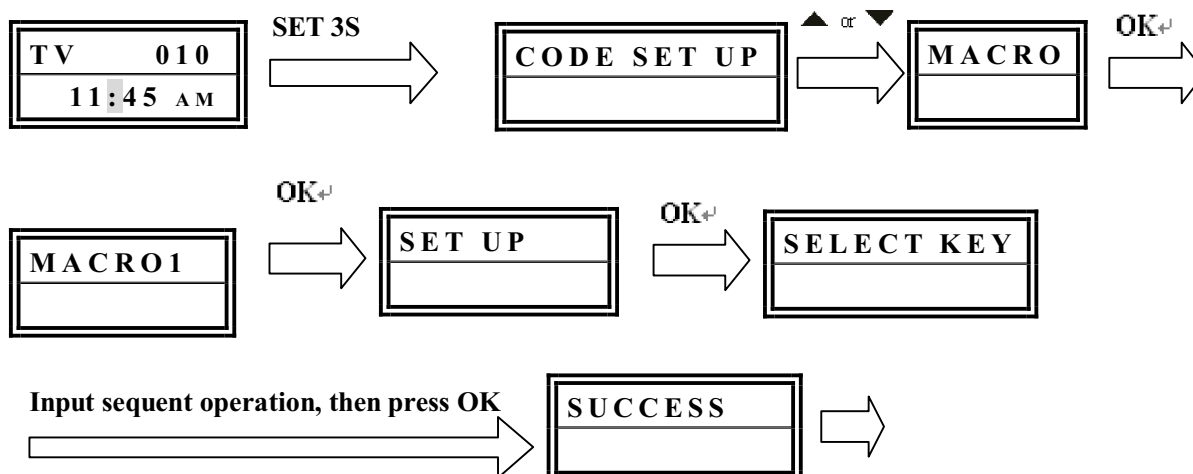 SET 3S
▲ or ▼
OK↵
TV 010
11:45 AM
CODE SET UP
MACRO
OK↵
OK↵
MACRO1
SET UP
SELECT KEY
Input sequent operation, then press OK
SUCCESS